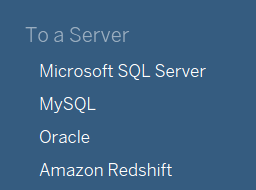 To a Server
Microsoft SQL Server
MySQL
Oracle
Amazon Redshift